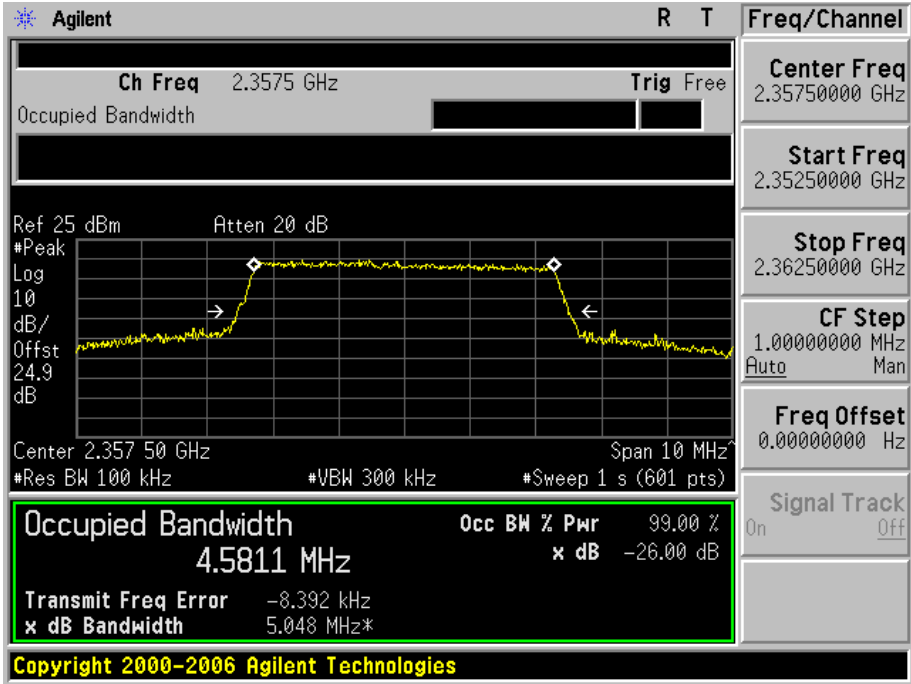 Agilent R T Freq/Channel
Ch Freq 2.3575 GHz Trig Free
Occupied Bandwidth
Center Freq
2.35750000 GHz
Start Freq
2.35250000 GHz
Stop Freq
2.36250000 GHz
CF Step
1.00000000 MHz
Auto Man
Freq Offset
0.00000000 Hz
Signal Track
On Off
Ref 25 dBm Atten 20 dB
#Peak
Log
10
dB/
Offst
24.9
dB
Center 2.357 50 GHz Span 10 MHz^
#Res BW 100 kHz #VBW 300 kHz #Sweep 1 s (601 pts)
Occupied Bandwidth Occ BW % Pwr 99.00 %
4.5811 MHz x dB -26.00 dB
Transmit Freq Error -8.392 kHz
x dB Bandwidth 5.048 MHz*
Copyright 2000-2006 Agilent Technologies